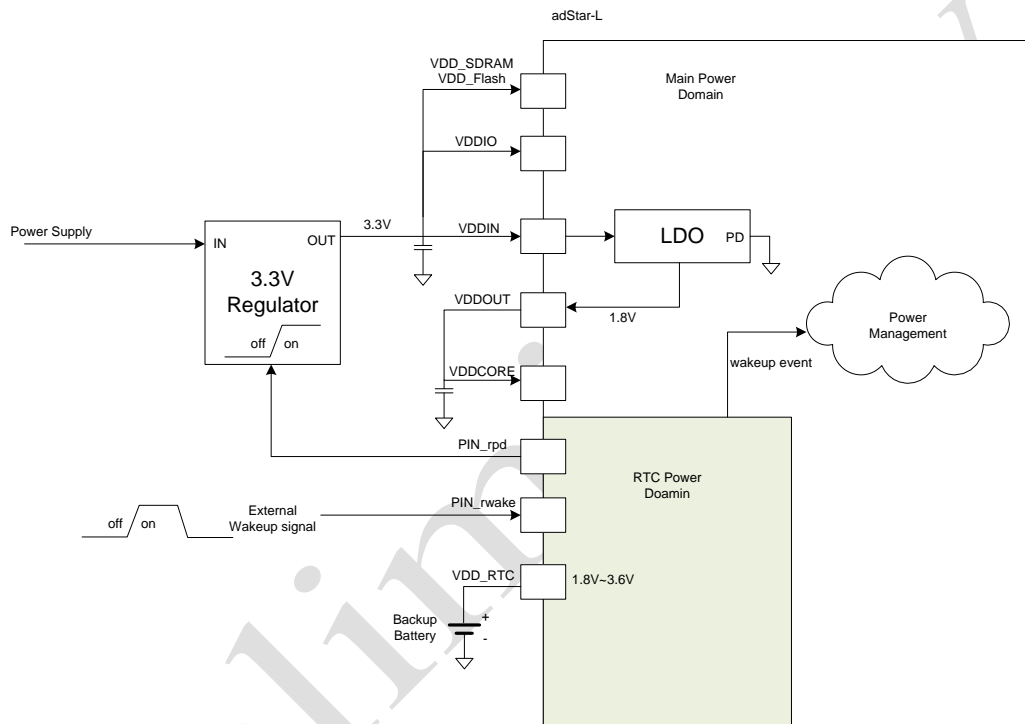 adStar-L
VDD_SDRAM
VDD_Flash
Main Power
Domain
VDDIO
Power Supply
IN
OUT
3.3V
VDDIN
LDO
PD
3.3V
Regulator
off
on
VDDOUT
1.8V
Power
Management
wakeup event
VDDCORE
PIN_rpd
RTC Power
Doamin
PIN_rwake
off
on
External
Wakeup signal
VDD_RTC
1.8V~3.6V
Backup
Battery
+
-